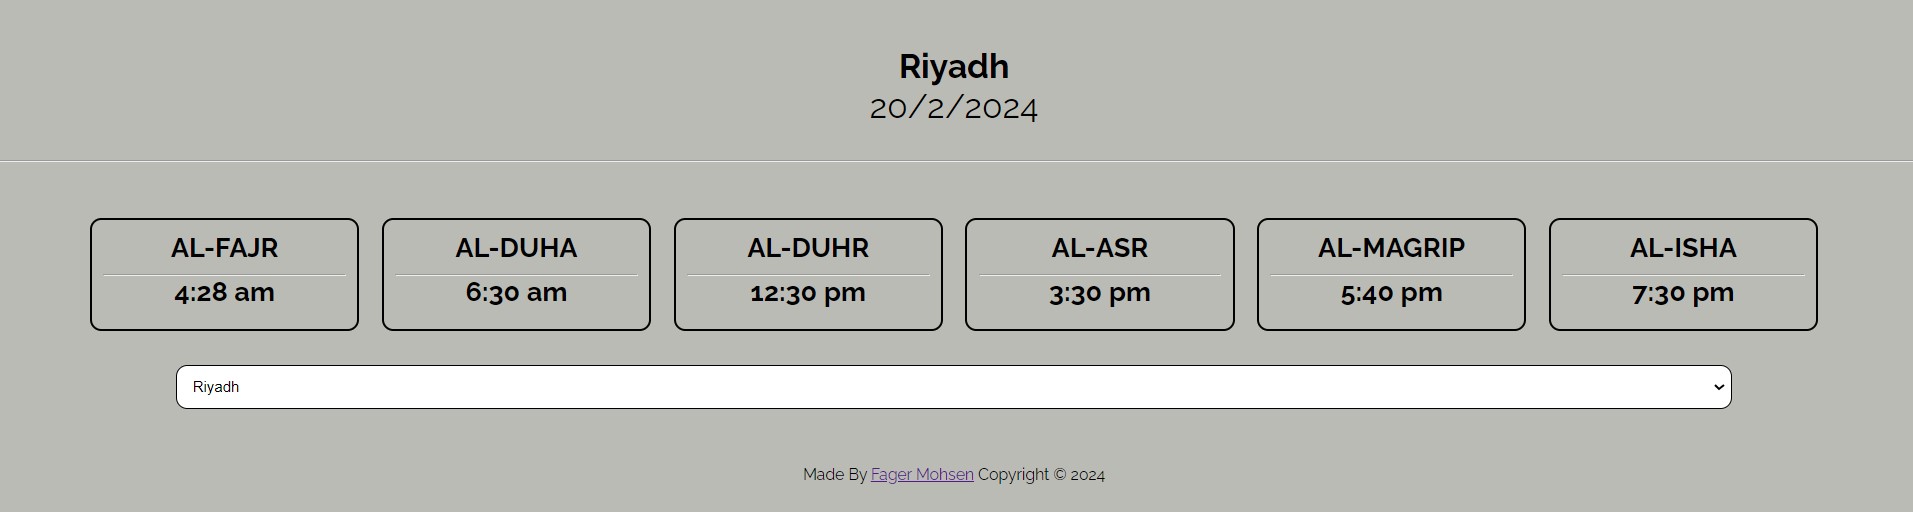 Riyadh
20/2/2024
AL-FAJR
4:28 am
AL-DUHA
6:30 am
AL-DUHR
12:30 pm
AL-ASR
3:30 pm
AL-MAGRIP
5:40 pm
AL-ISHA
7:30 pm
Riyadh
Made By Fager Mohsen Copyright © 2024